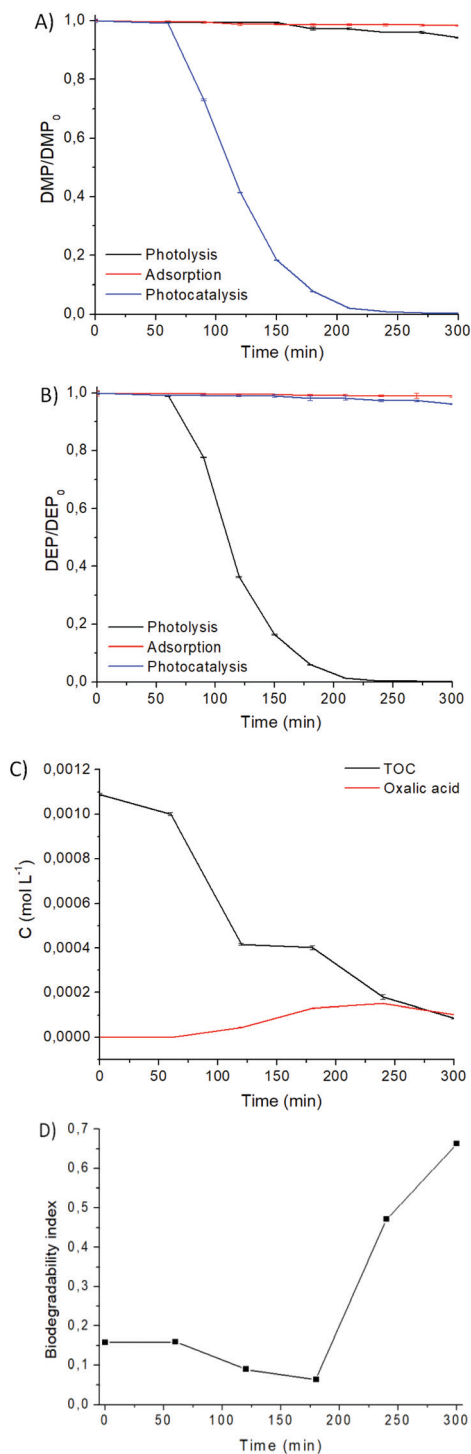 A)
1,0
0,8
0,6
0,4
0,2
0,0
DMP/DMP0
Photolysis
Adsorption
Photocatalysis
0 50 100 150 200 250 300
Time (min)
B)
1,0
0,8
0,6
0,4
0,2
0,0
DEP/DEP0
Photolysis
Adsorption
Photocatalysis
0 50 100 150 200 250 300
Time (min)
C)
TOC
Oxalic acid
0,0012
0,0010
0,0008
0,0006
0,0004
0,0002
0,0000
C (mol L-1)
0 50 100 150 200 250 300
Time (min)
D)
0,7
0,6
0,5
0,4
0,3
0,2
0,1
0,0
Biodegradability index
0 50 100 150 200 250 300
Time (min)